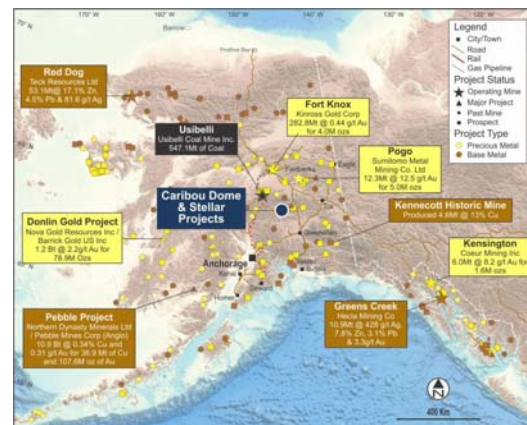 170° W
160° W
150° W
140° W
130° W
70° N
Barrow
Prudhoe Bay
Legend
City/Town
Road
Rail
Gas Pipeline
Project Status
Operating Mine
Major Project
Past Mine
Prospect
Project Type
Precious Metal
Base Metal
Red Dog
Teck Resources Ltd
53.1Mt@ 17.1% Zn,
4.5% Pb & 81.6 g/t Ag
Fort Knox
Kinross Gold Corp
282.8Mt @ 0.44 g/t Au
for 4.0M ozs
Usibelli
Usibelli Coal Mine Inc.
547.1Mt of Coal
Pogo
Sumitomo Metal
Mining Co. Ltd
12.3Mt @ 12.5 g/t Au
for 5.0M ozs
Eagle
Fairbanks
Caribou Dome
& Stellar
Projects
Kennecott Historic Mine
Produced 4.6Mt @ 13% Cu
Donlin Gold Project
Nova Gold Resources Inc /
Barrick Gold US Inc
1.2 Bt @ 2.2g/t Au for
78.9M Ozs
Anchorage
Kenai
Homer
Kensington
Coeur Mining Inc
6.0Mt @ 8.2 g/t Au for
1.6M ozs
Pebble Project
Northern Dynasty Minerals Ltd
/ Pebble Mines Corp (Anglo)
10.9 Bt @ 0.34% Cu and
0.31 g/t Au for 36.9 Mt of Cu
and 107.6M oz of Au
Greens Creek
Hecla Mining Co
10.9Mt @ 428 g/t Ag,
7.8% Zn, 3.1% Pb
& 3.3g/t Au
N
400 Km